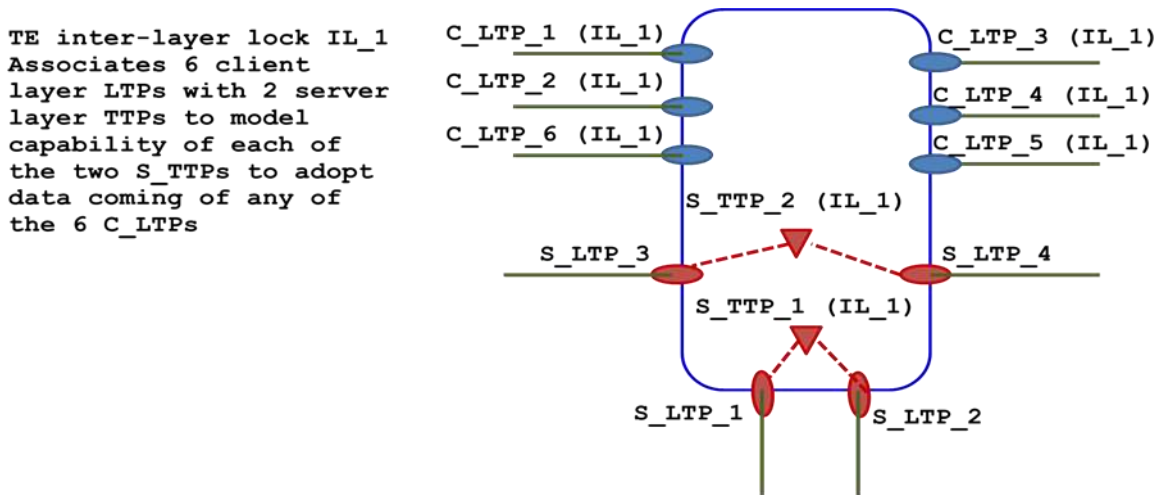 TE inter-layer lock IL_1
Associates 6 client
layer LTPs with 2 server
layer TTPs to model
capability of each of
the two S_TTPs to adopt
data coming of any of
the 6 C_LTPs
C_LTP_1 (IL_1)
C_LTP_3 (IL_1)
C_LTP_2 (IL_1)
C_LTP_4 (IL_1)
C_LTP_6 (IL_1)
C_LTP_5 (IL_1)
S_TTP_2 (IL_1)
S_LTP_3
S_LTP_4
S_TTP_1 (IL_1)
S_LTP_1
S_LTP_2